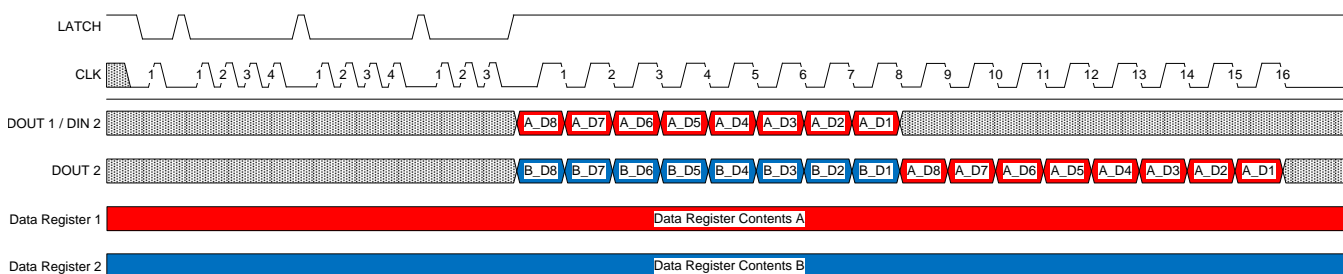 LATCH
CLK 1 1 2 3 4 1 2 3 4 1 2 3 1 2 3 4 5 6 7 8 9 10 11 12 13 14 15 16
DOUT 1 / DIN 2 A_D8 A_D7 A_D6 A_D5 A_D4 A_D3 A_D2 A_D1
DOUT 2 B_D8 B_D7 B_D6 B_D5 B_D4 B_D3 B_D2 B_D1 A_D8 A_D7 A_D6 A_D5 A_D4 A_D3 A_D2 A_D1
Data Register 1 Data Register Contents A
Data Register 2 Data Register Contents B